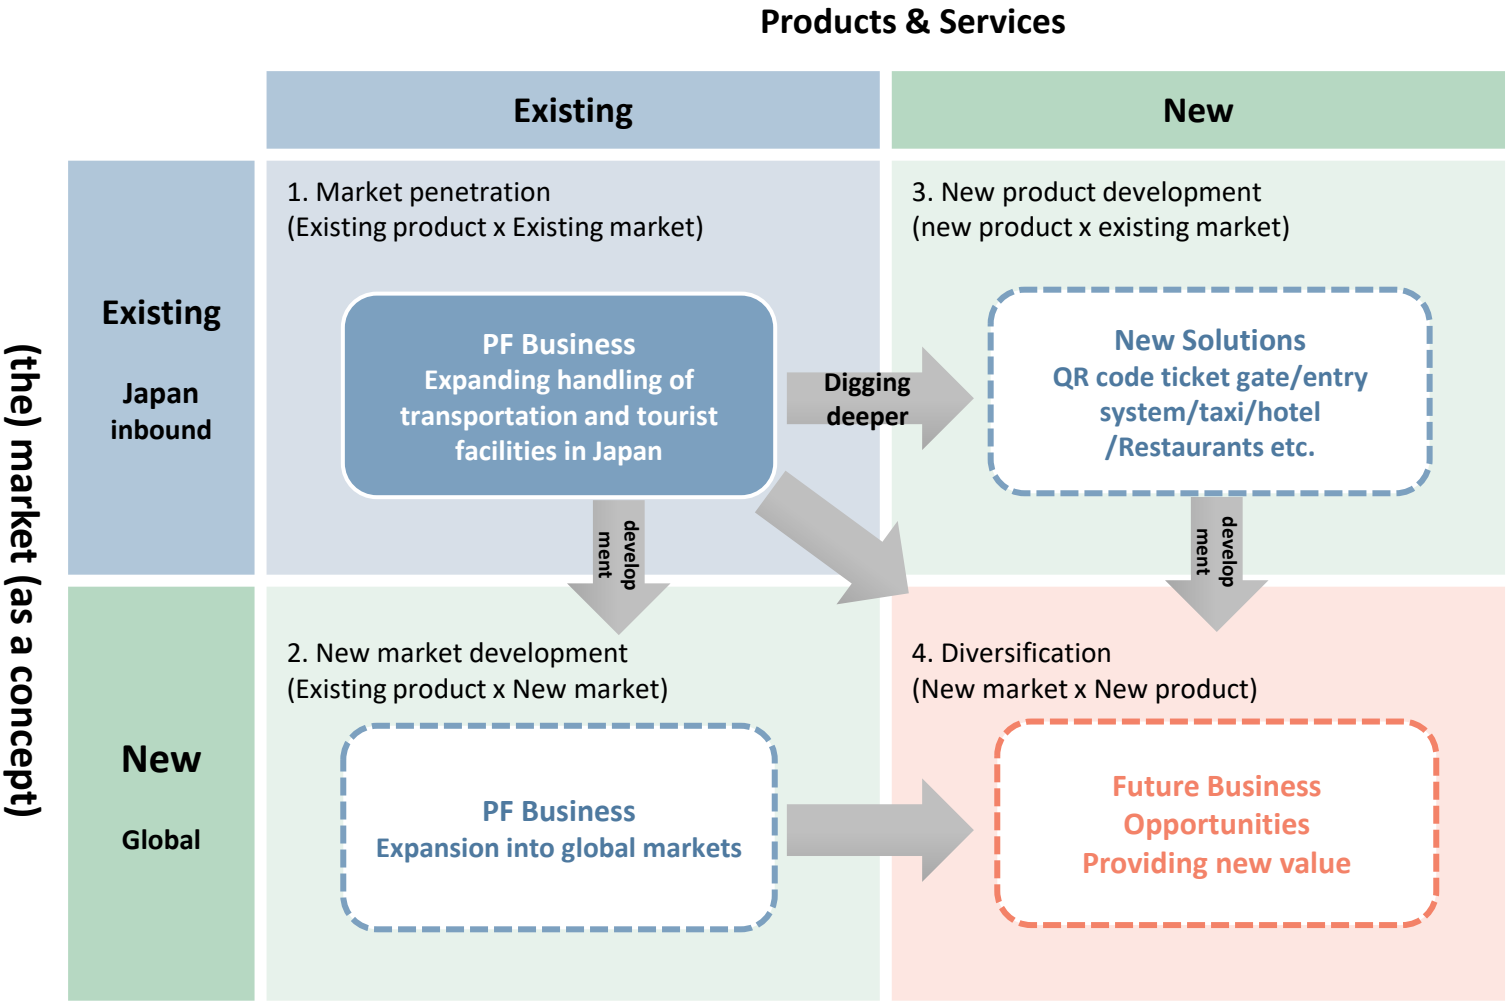 Products & Services
Existing
New
(the) market (as a concept)
Existing
Japan
inbound
1. Market penetration
(Existing product x Existing market)
PF Business
Expanding handling of
transportation and tourist
facilities in Japan
Digging
deeper
3. New product development
(new product x existing market)
New Solutions
QR code ticket gate/entry
system/taxi/hotel
/Restaurants etc.
develop
ment
develop
ment
New
Global
2. New market development
(Existing product x New market)
PF Business
Expansion into global markets
4. Diversification
(New market x New product)
Future Business
Opportunities
Providing new value